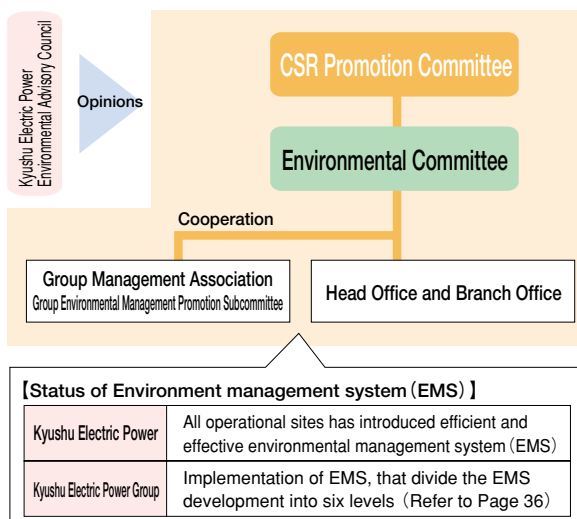 Kyushu Electric Power
Environmental Advisory Council
Opinions
CSR Promotion Committee
Environmental Committee
Cooperation
Group Management Association
Group Environmental Management Promotion Subcommittee
Head Office and Branch Office
【Status of Environment management system(EMS)】
Kyushu Electric Power
All operational sites has introduced efficient and
effective environmental management system(EMS)
Kyushu Electric Power Group
Implementation of EMS, that divide the EMS
development into six levels (Refer to Page 36)